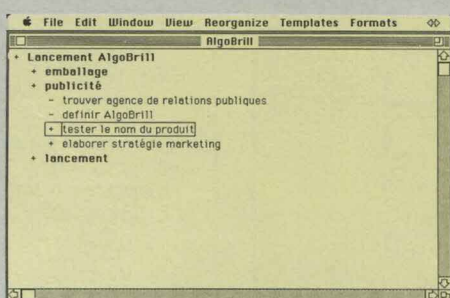 File Edit Window View Reorganize Templates Formats
AlgoBrill
+ Lancement AlgoBrill
+ emballage
+ publicité
- trouver agence de relations publiques
- definir AlgoBrill
+ tester le nom du produit
+ elaborer stratégie marketing
+ lancement